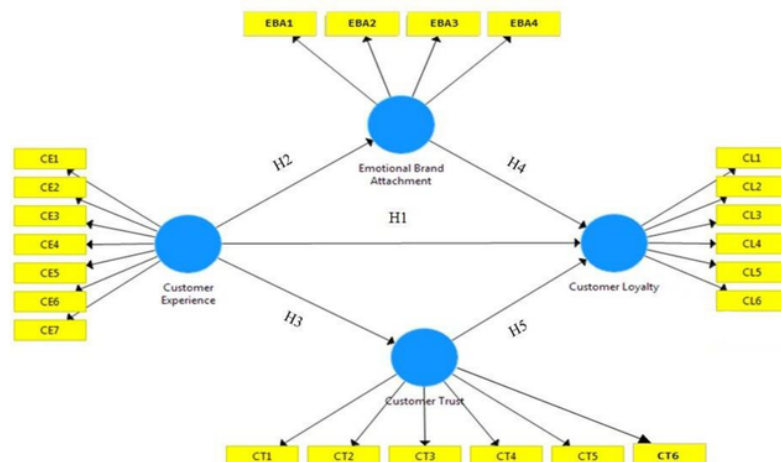 EBA1
EBA2
EBA3
EBA4
Emotional Brand
Attachment
H2
H4
CE1
CE2
CE3
CE4
CE5
CE6
CE7
Customer
Experience
H1
CL1
CL2
CL3
CL4
CL5
CL6
Customer Loyalty
H3
H5
Customer Trust
CT1
CT2
CT3
CT4
CT5
CT6